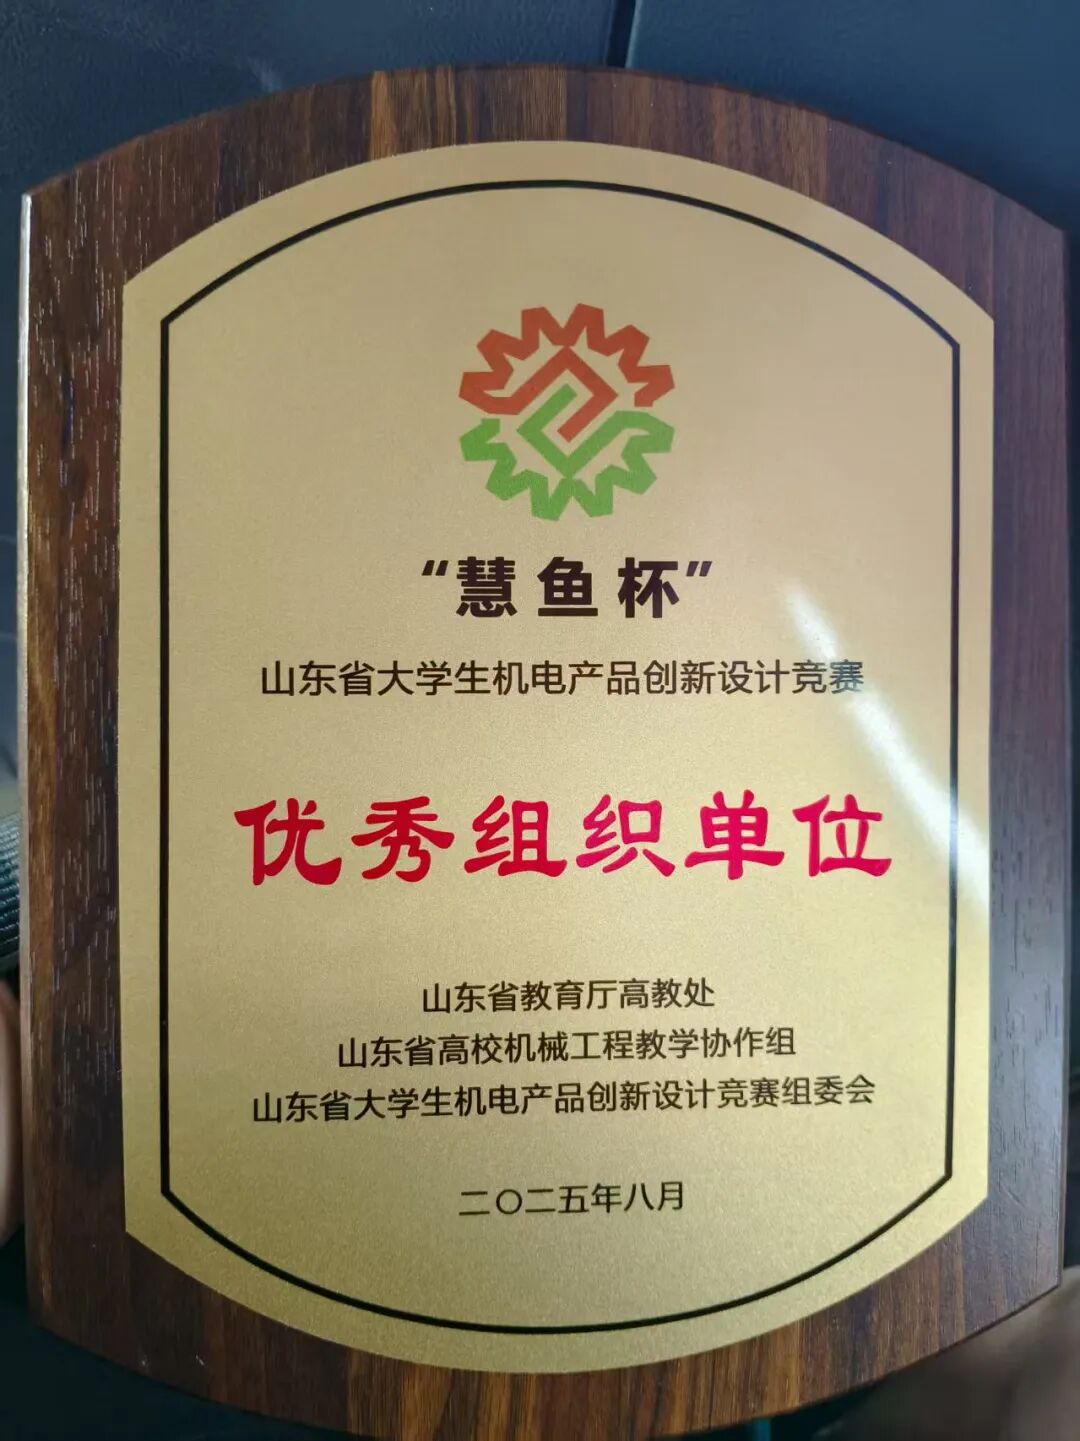 “慧鱼杯”
山东省大学生机电产品创新设计竞赛
优秀组织单位
山东省教育厅高教处
山东省高校机械工程教学协作组
山东省大学生机电产品创新设计竞赛组委会
二〇二五年八月